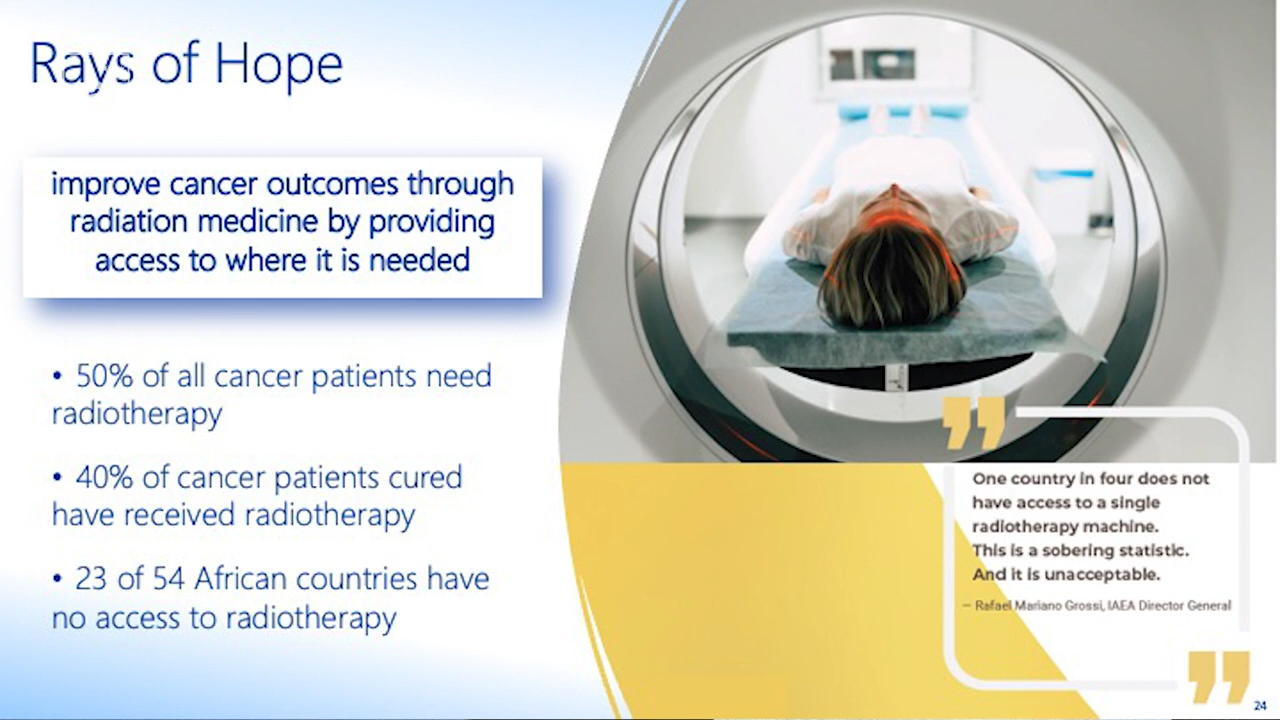 Rays of Hope
improve cancer outcomes through
radiation medicine by providing
access to where it is needed
• 50% of all cancer patients need
radiotherapy
• 40% of cancer patients cured
have received radiotherapy
• 23 of 54 African countries have
no access to radiotherapy
One country in four does not
have access to a single
radiotherapy machine.
This is a sobering statistic.
And it is unacceptable.
— Rafael Mariano Grossi, IAEA Director General
24